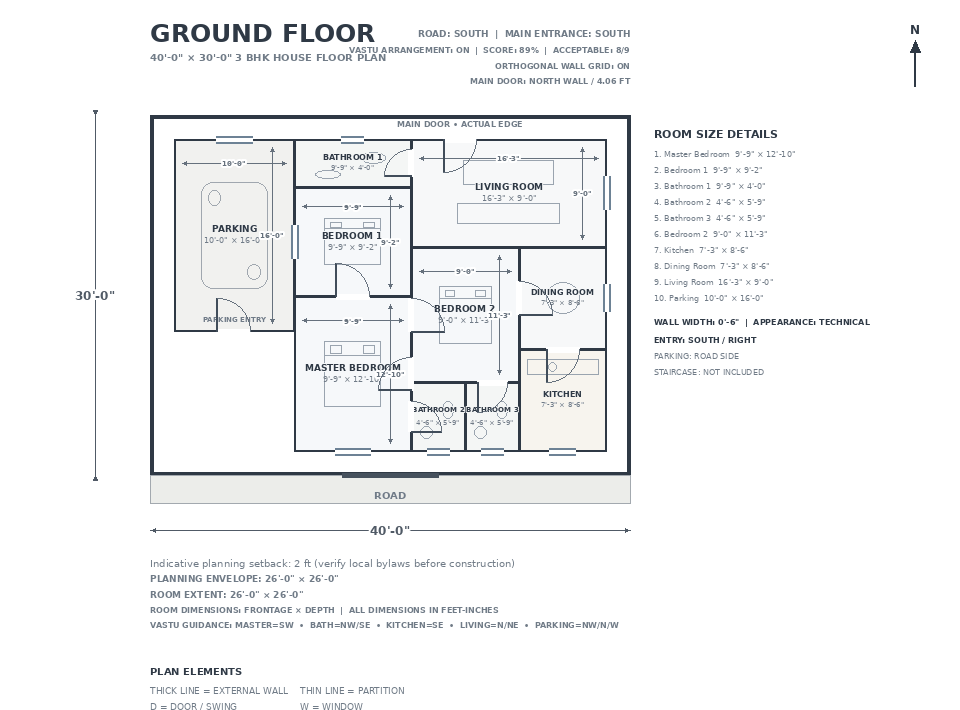 GROUND FLOOR
40'-0" × 30'-0" 3 BHK HOUSE FLOOR PLAN
ROAD: SOUTH | MAIN ENTRANCE: SOUTH
VASTU ARRANGEMENT: ON | SCORE: 89% | ACCEPTABLE: 8/9
ORTHOGONAL WALL GRID: ON
MAIN DOOR: NORTH WALL / 4.06 FT
N
MAIN DOOR • ACTUAL EDGE
10'-0"
BATHROOM 1
9'-9" × 4'-0"
16'-3"
LIVING ROOM
16'-3" × 9'-0"
9'-0"
PARKING
10'-0" × 16'-0
16'-0"
9'-9"
BEDROOM 1
9'-9" × 9'-2"
9'-2"
9'-0"
BEDROOM 2
9'-0" × 11'-3"
11'-3"
DINING ROOM
7'-3" × 8'-6"
30'-0"
PARKING ENTRY
9'-9"
MASTER BEDROOM
9'-9" × 12'-10
12'-10"
KITCHEN
7'-3" × 8'-6"
BATHROOM 2
4'-6" × 5'-9"
BATHROOM 3
4'-6" × 5'-9"
ROAD
40'-0"
ROOM SIZE DETAILS
1. Master Bedroom 9'-9" × 12'-10"
2. Bedroom 1 9'-9" × 9'-2"
3. Bathroom 1 9'-9" × 4'-0"
4. Bathroom 2 4'-6" × 5'-9"
5. Bathroom 3 4'-6" × 5'-9"
6. Bedroom 2 9'-0" × 11'-3"
7. Kitchen 7'-3" × 8'-6"
8. Dining Room 7'-3" × 8'-6"
9. Living Room 16'-3" × 9'-0"
10. Parking 10'-0" × 16'-0"
WALL WIDTH: 0'-6" | APPEARANCE: TECHNICAL
ENTRY: SOUTH / RIGHT
PARKING: ROAD SIDE
STAIRCASE: NOT INCLUDED
Indicative planning setback: 2 ft (verify local bylaws before construction)
PLANNING ENVELOPE: 26'-0" × 26'-0"
ROOM EXTENT: 26'-0" × 26'-0"
ROOM DIMENSIONS: FRONTAGE × DEPTH | ALL DIMENSIONS IN FEET-INCHES
VASTU GUIDANCE: MASTER=SW • BATH=NW/SE • KITCHEN=SE • LIVING=N/NE • PARKING=NW/N/W
PLAN ELEMENTS
THICK LINE = EXTERNAL WALL THIN LINE = PARTITION
D = DOOR / SWING W = WINDOW